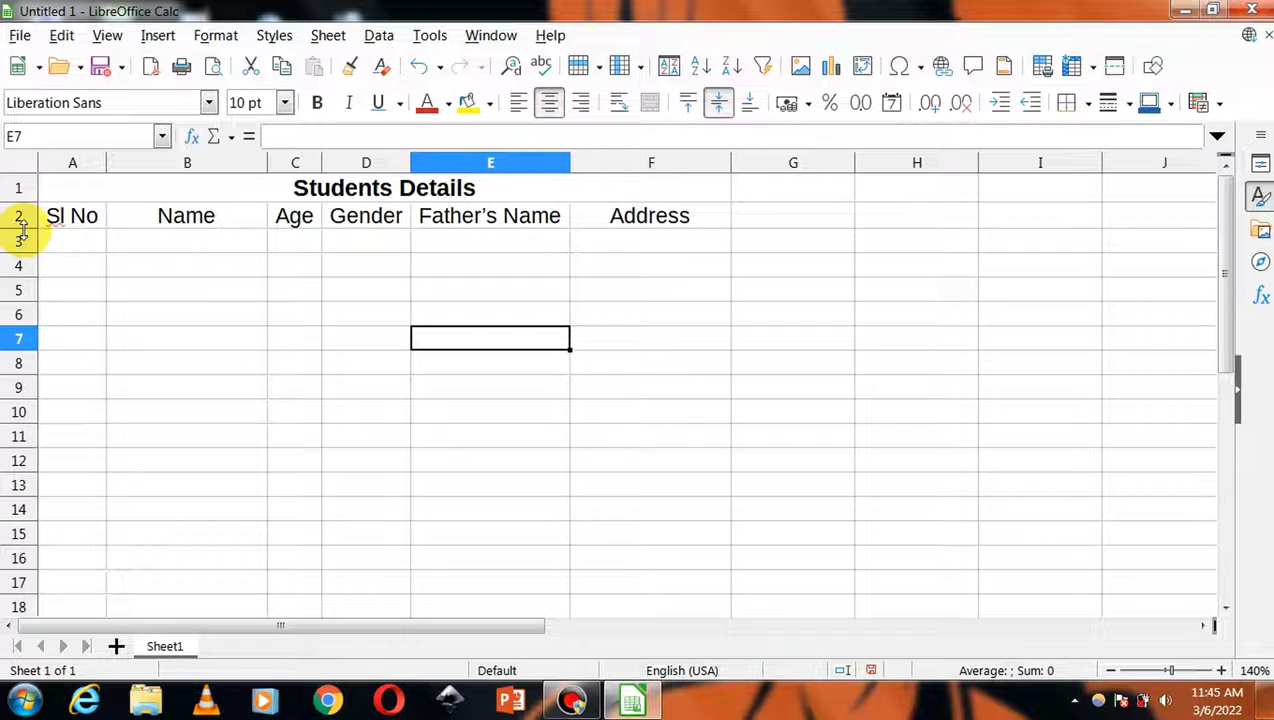 Untitled 1 - LibreOffice Calc
File Edit View Insert Format Styles Sheet Data Tools Window Help
Liberation Sans 10 pt
E7
A B C D E F G H I J
1 Students Details
2 Sl No Name Age Gender Father’s Name Address
3
4
5
6
7
8
9
10
11
12
13
14
15
16
17
18
Sheet1
Sheet 1 of 1 Default English (USA) Average: ; Sum: 0 140%
11:45 AM
3/6/2022